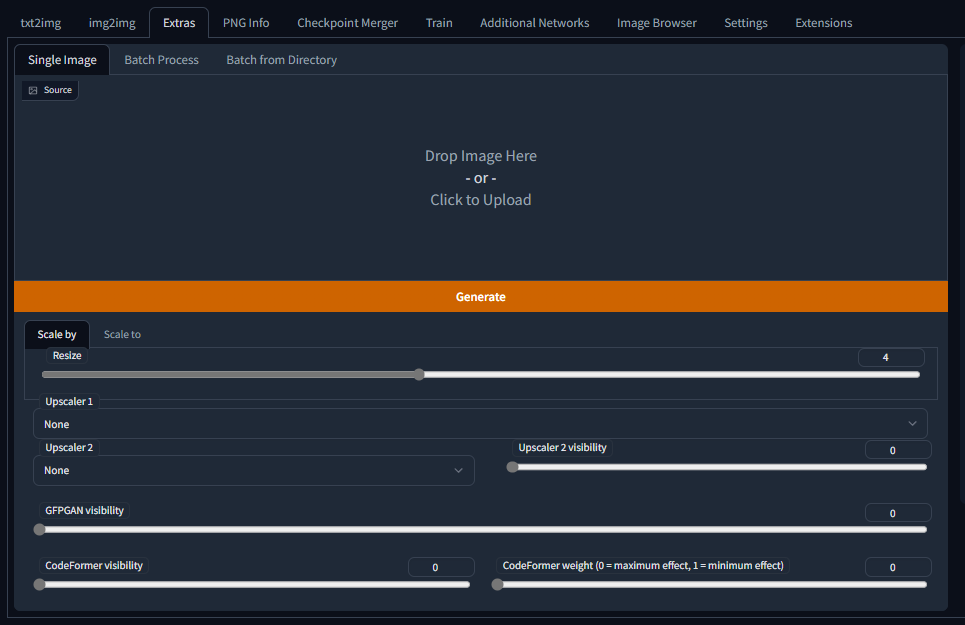 txt2img img2img Extras PNG Info Checkpoint Merger Train Additional Networks Image Browser Settings Extensions
Single Image Batch Process Batch from Directory
Source
Drop Image Here
- or -
Click to Upload
Generate
Scale by Scale to
Resize 4
Upscaler 1
None
Upscaler 2 Upscaler 2 visibility 0
None
GFPGAN visibility 0
CodeFormer visibility 0 CodeFormer weight (0 = maximum effect, 1 = minimum effect) 0